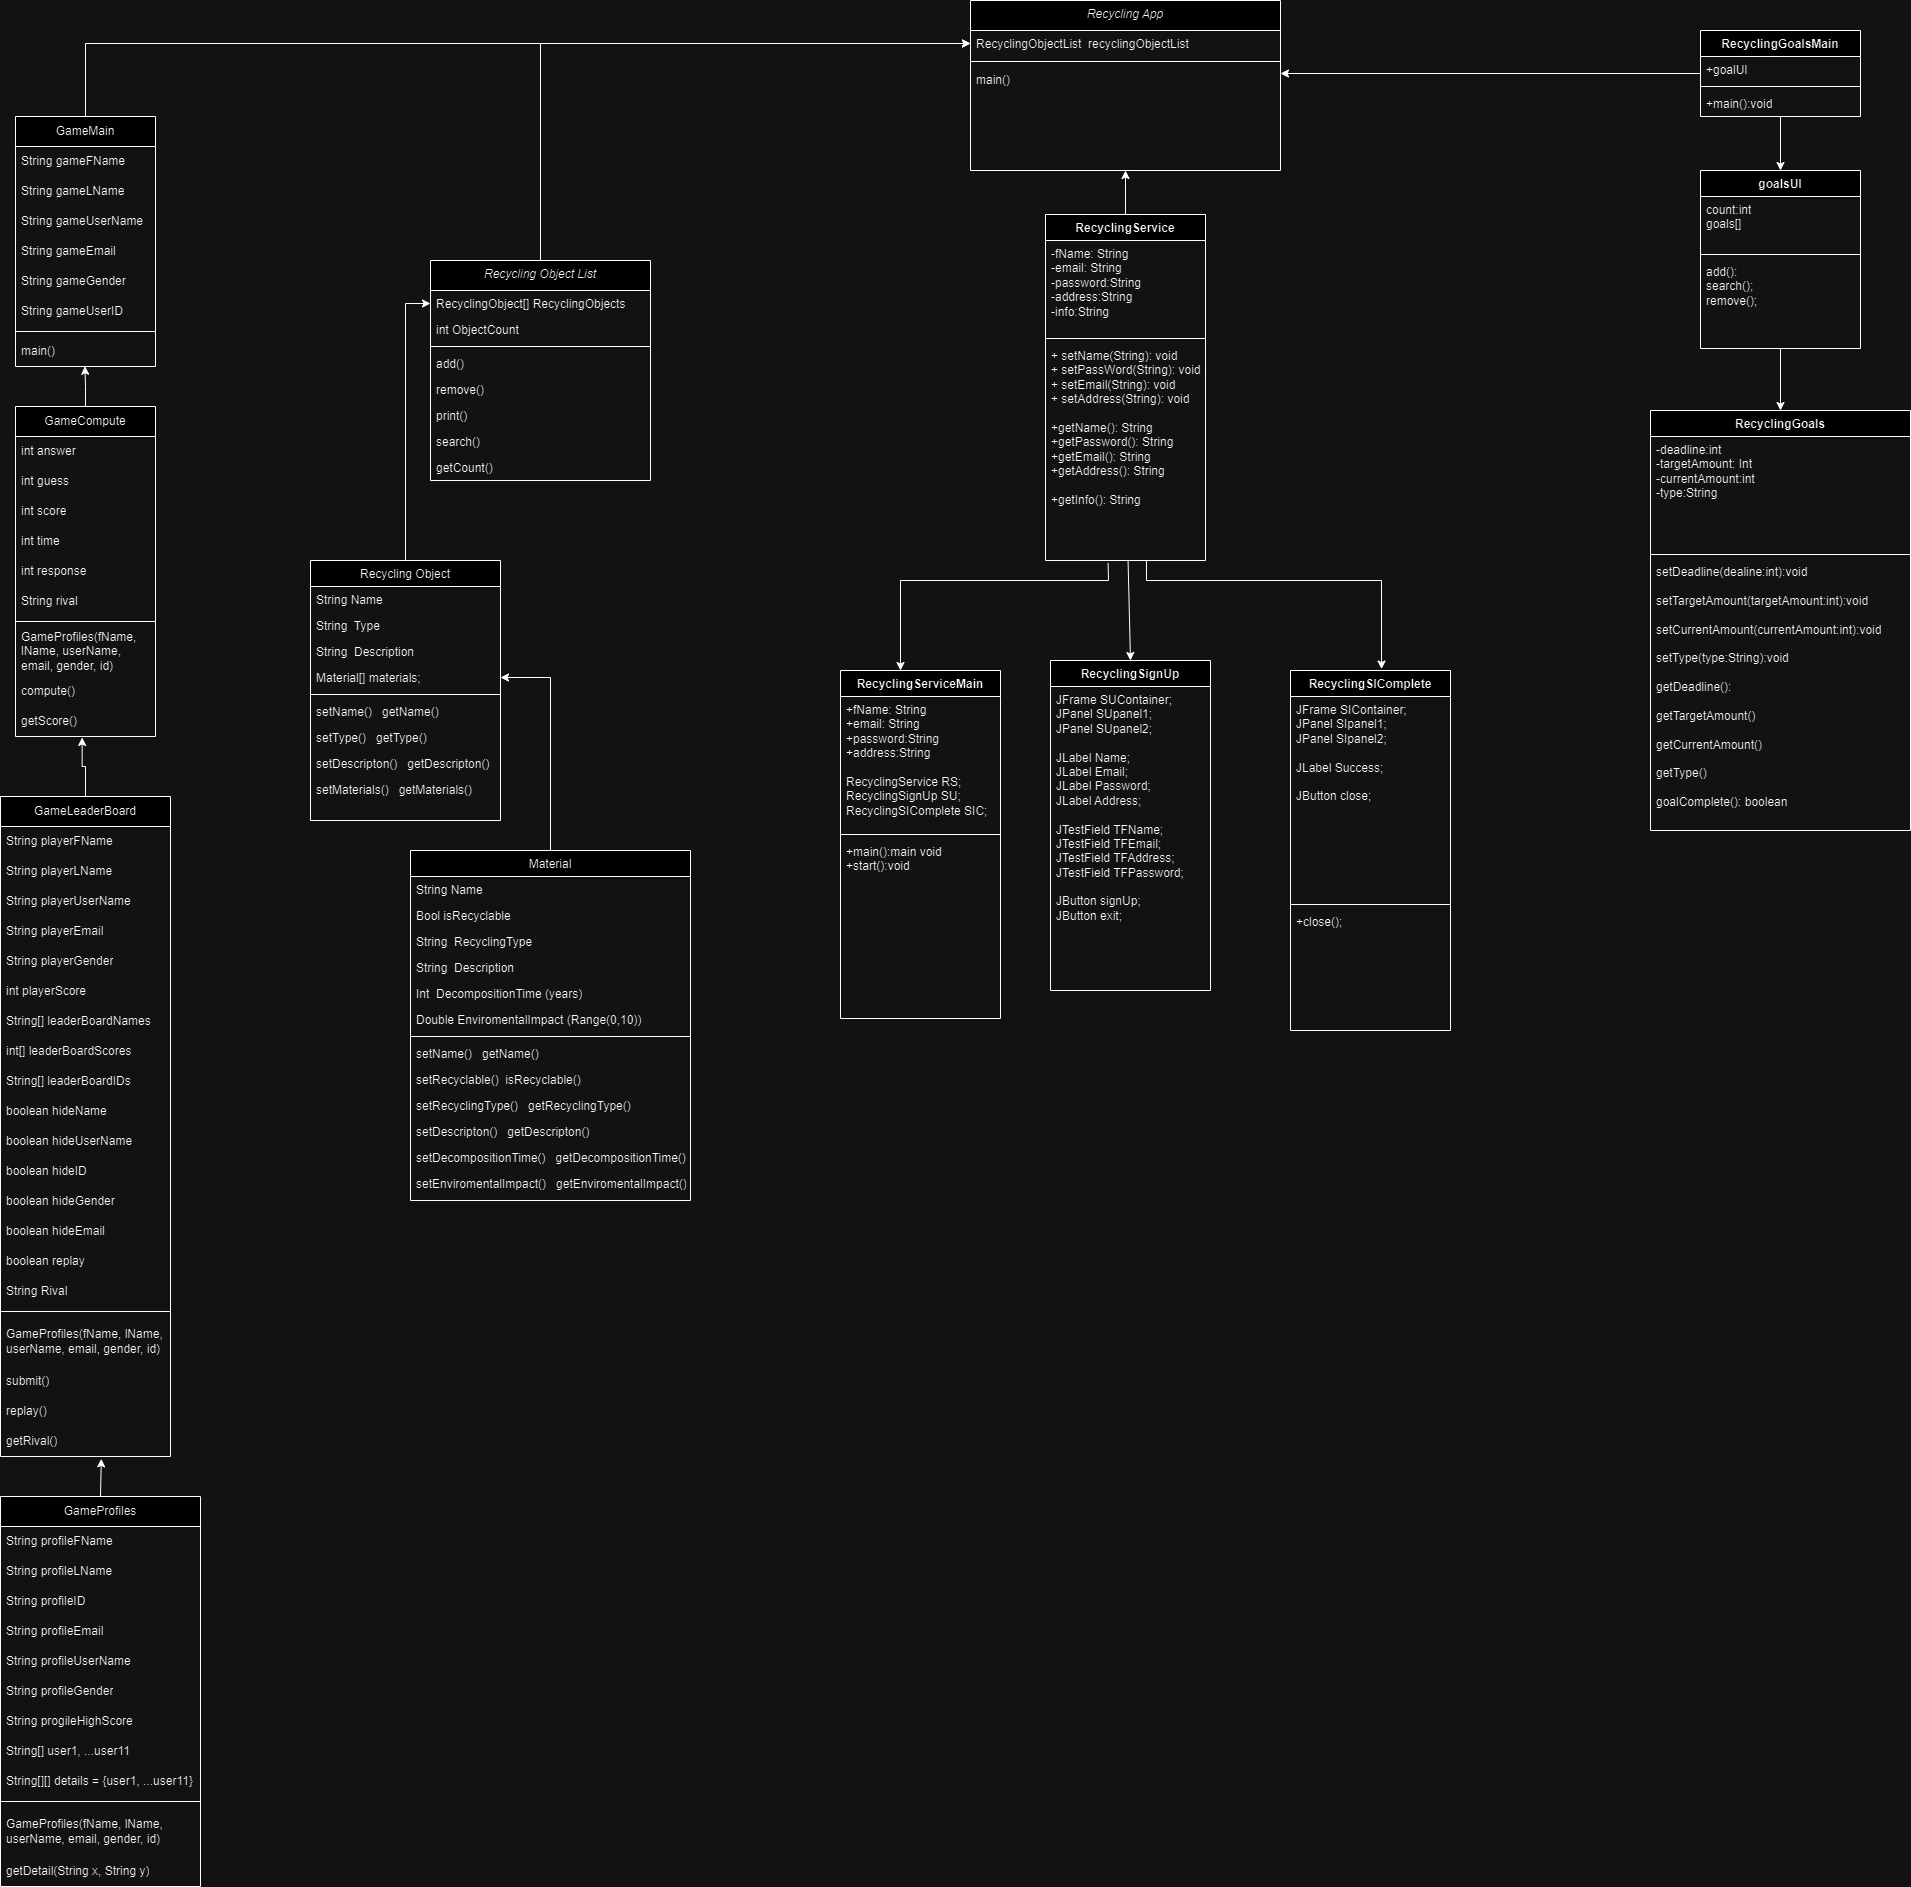 Recycling App
RecyclingObjectList  recyclingObjectList
main()
GameMain
String gameFName
String gameLName
String gameUserName
String gameEmail
String gameGender
String gameUserID
main()
GameCompute
int answer
int guess
int score
int time
int response
String rival
GameProfiles(fName,
lName, userName,
email, gender, id)
compute()
getScore()
GameLeaderBoard
String playerFName
String playerLName
String playerUserName
String playerEmail
String playerGender
int playerScore
String[] leaderBoardNames
int[] leaderBoardScores
String[] leaderBoardIDs
boolean hideName
boolean hideUserName
boolean hideID
boolean hideGender
boolean hideEmail
boolean replay
String Rival
GameProfiles(fName, lName,
userName, email, gender, id)
submit()
replay()
getRival()
GameProfiles
String profileFName
String profileLName
String profileID
String profileEmail
String profileUserName
String profileGender
String progileHighScore
String[] user1, ...user11
String[][] details = {user1, ...user11}
GameProfiles(fName, lName,
userName, email, gender, id)
getDetail(String x, String y)
Recycling Object List
RecyclingObject[] RecyclingObjects
int ObjectCount
add()
remove()
print()
search()
getCount()
Recycling Object
String Name
String  Type
String  Description
Material[] materials;
setName()   getName()
setType()   getType()
setDescripton()   getDescripton()
setMaterials()   getMaterials()
Material
String Name
Bool isRecyclable
String  RecyclingType
String  Description
Int  DecompositionTime (years)
Double EnviromentalImpact (Range(0,10))
setName()   getName()
setRecyclable()  isRecyclable()
setRecyclingType()   getRecyclingType()
setDescripton()   getDescripton()
setDecompositionTime()   getDecompositionTime()
setEnviromentalImpact()   getEnviromentalImpact()
RecyclingService
-fName: String
-email: String
-password:String
-address:String
-info:String
+ setName(String): void
+ setPassWord(String): void
+ setEmail(String): void
+ setAddress(String): void
+getName(): String
+getPassword(): String
+getEmail(): String
+getAddress(): String
+getInfo(): String
RecyclingServiceMain
+fName: String
+email: String
+password:String
+address:String
RecyclingService RS;
RecyclingSignUp SU;
RecyclingSIComplete SIC;
+main():main void
+start():void
RecyclingSignUp
JFrame SUContainer;
JPanel SUpanel1;
JPanel SUpanel2;
JLabel Name;
JLabel Email;
JLabel Password;
JLabel Address;
JTestField TFName;
JTestField TFEmail;
JTestField TFAddress;
JTestField TFPassword;
JButton signUp;
JButton exit;
RecyclingSIComplete
JFrame SIContainer;
JPanel SIpanel1;
JPanel SIpanel2;
JLabel Success;
JButton close;
+close();
RecyclingGoalsMain
+goalUI
+main():void
goalsUI
count:int
goals[]
add():
search();
remove();
RecyclingGoals
-deadline:int
-targetAmount: Int
-currentAmount:int
-type:String
setDeadline(dealine:int):void
setTargetAmount(targetAmount:int):void
setCurrentAmount(currentAmount:int):void
setType(type:String):void
getDeadline():
getTargetAmount()
getCurrentAmount()
getType()
goalComplete(): boolean